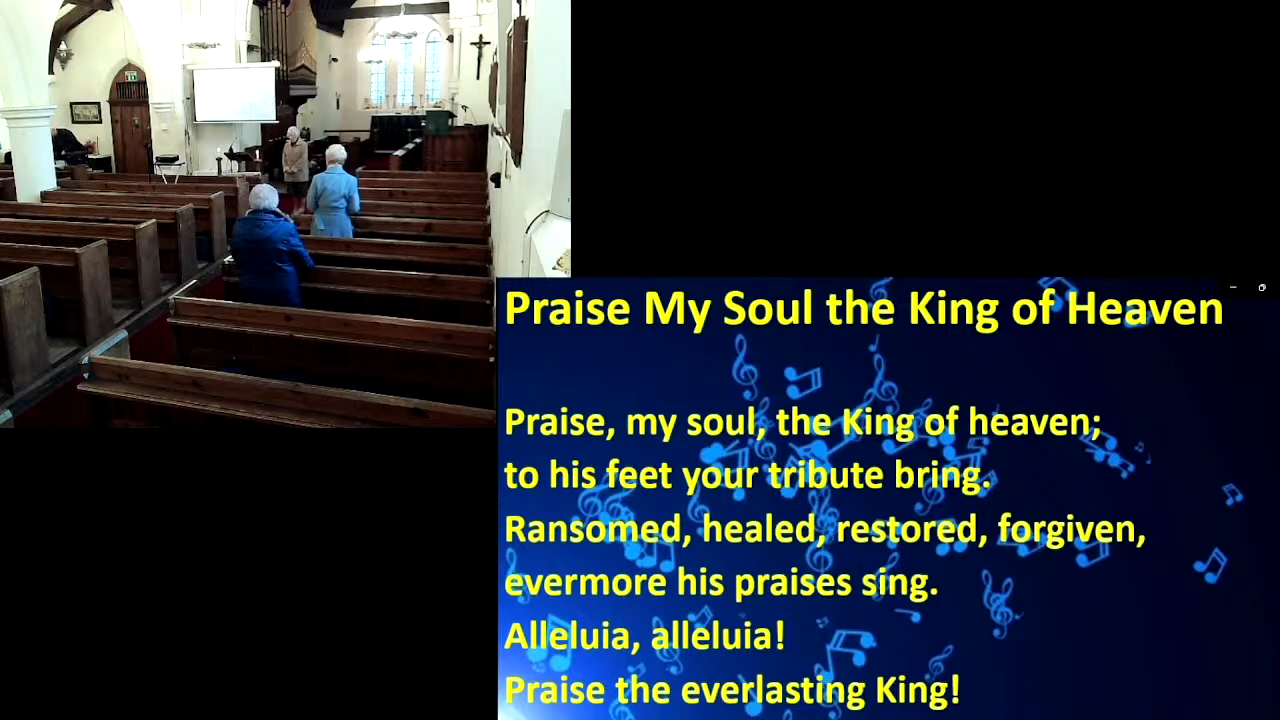 Praise My Soul the King of Heaven
Praise, my soul, the King of heaven;
to his feet your tribute bring.
Ransomed, healed, restored, forgiven,
evermore his praises sing.
Alleluia, alleluia!
Praise the everlasting King!